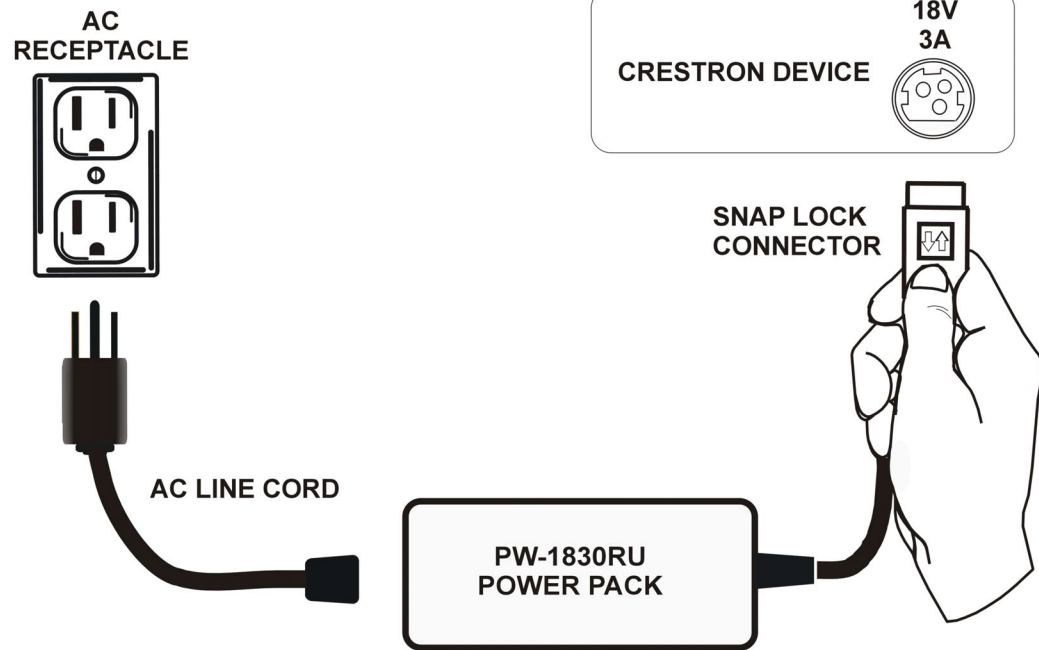 AC
RECEPTACLE
18V
3A
CRESTRON DEVICE
SNAP LOCK
CONNECTOR
AC LINE CORD
PW-1830RU
POWER PACK